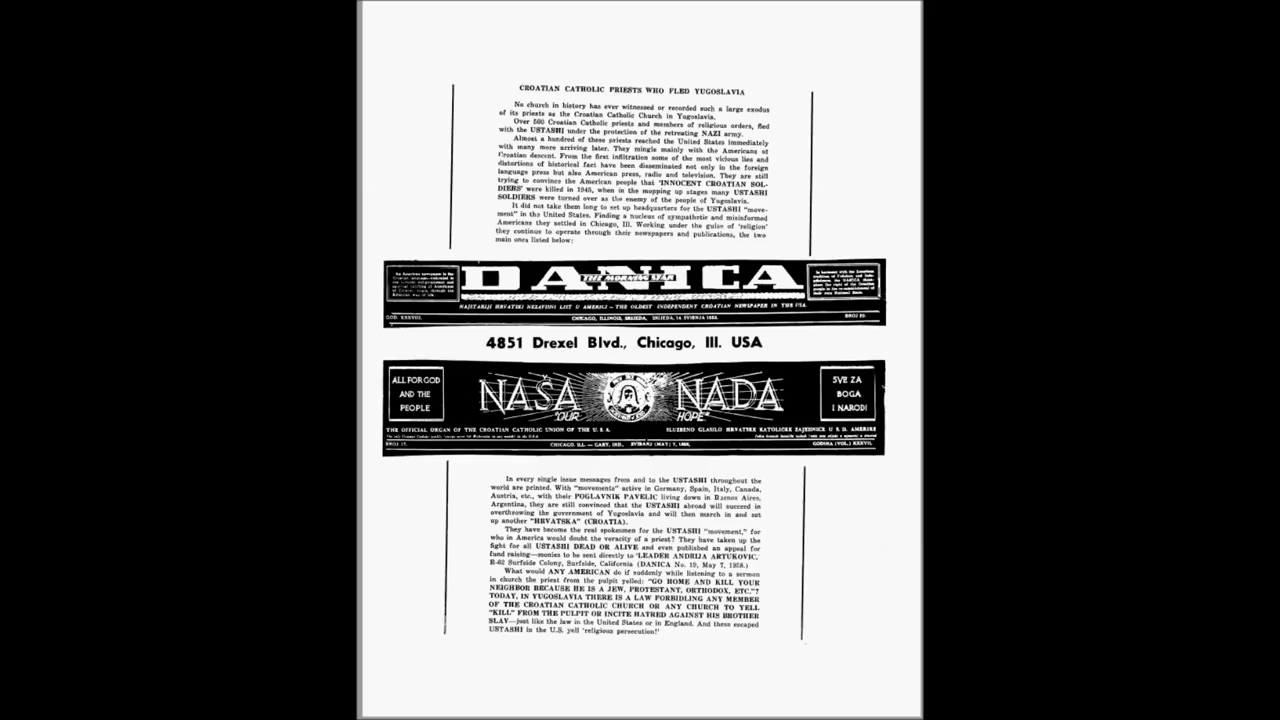 CROATIAN CATHOLIC PRIESTS WHO FLED YUGOSLAVIA
No church in history has ever witnessed or recorded such a large exodus
of its priests as the Croatian Catholic Church in Yugoslavia.
Over 500 Croatian Catholic priests and members of religious orders, fled
with the USTASHI under the protection of the retreating NAZI army.
Almost a hundred of these priests reached the United States immediately
with many more arriving later. They mingle mainly with the Americans of
Croatian descent. From the first infiltration some of the most vicious lies and
distortions of historical fact have been disseminated not only in the foreign
language press but also American press, radio and television. They are still
trying to convince the American people that 'INNOCENT CROATIAN SOL-
DIERS' were killed in 1945, when in the mopping up stages many USTASHI
SOLDIERS were turned over as the enemy of the people of Yugoslavia.
It did not take them long to set up headquarters for the USTASHI "move-
ment" in the United States. Finding a nucleus of sympathetic and misinformed
Americans they settled in Chicago, Ill. Working under the guise of 'religion'
they continue to operate through their newspapers and publications, the two
main ones listed below:
DANICA
THE MORNING STAR
NAJSTARIJI HRVATSKI NEZAVISNI LIST U AMERICI — THE OLDEST INDEPENDENT CROATIAN NEWSPAPER IN THE USA.
GOD. XXXVIII. CHICAGO, ILLINOIS, SRIJEDA, 14 SVIBNJA 1958. BROJ 20.
4851 Drexel Blvd., Chicago, Ill. USA
ALL FOR GOD
AND THE
PEOPLE
NAŠA NADA
"OUR HOPE"
SVE ZA
BOGA
I NAROD!
THE OFFICIAL ORGAN OF THE CROATIAN CATHOLIC UNION OF THE U. S. A. SLUZBENO GLASILO HRVATSKE KATOLICKE ZAJEDNICE U S. D. AMERIKE
BROJ 17. CHICAGO, ILL. — GARY, IND., SVIBANJ (MAY) 7, 1958. GODINA (VOL.) XXXVII.
In every single issue messages from and to the USTASHI throughout the
world are printed. With "movements" active in Germany, Spain, Italy, Canada,
Austria, etc., with their POGLAVNIK PAVELIC living down in Buenos Aires,
Argentina, they are still convinced that the USTASHI abroad will succeed in
overthrowing the government of Yugoslavia and will then march in and set
up another "HRVATSKA" (CROATIA).
They have become the real spokesmen for the USTASHI "movement," for
who in America would doubt the veracity of a priest? They have taken up the
fight for all USTASHI DEAD OR ALIVE and even published an appeal for
fund raising—monies to be sent directly to 'LEADER ANDRIJA ARTUKOVIC.'
B-62 Surfside Colony, Surfside, California (DANICA No. 19, May 7, 1958.)
What would ANY AMERICAN do if suddenly while listening to a sermon
in church the priest from the pulpit yelled: "GO HOME AND KILL YOUR
NEIGHBOR BECAUSE HE IS A JEW, PROTESTANT, ORTHODOX, ETC."?
TODAY, IN YUGOSLAVIA THERE IS A LAW FORBIDLING ANY MEMBER
OF THE CROATIAN CATHOLIC CHURCH OR ANY CHURCH TO YELL
"KILL" FROM THE PULPIT OR INCITE HATRED AGAINST HIS BROTHER
SLAV—just like the law in the United States or in England. And these escaped
USTASHI in the U.S. yell 'religious persecution!'